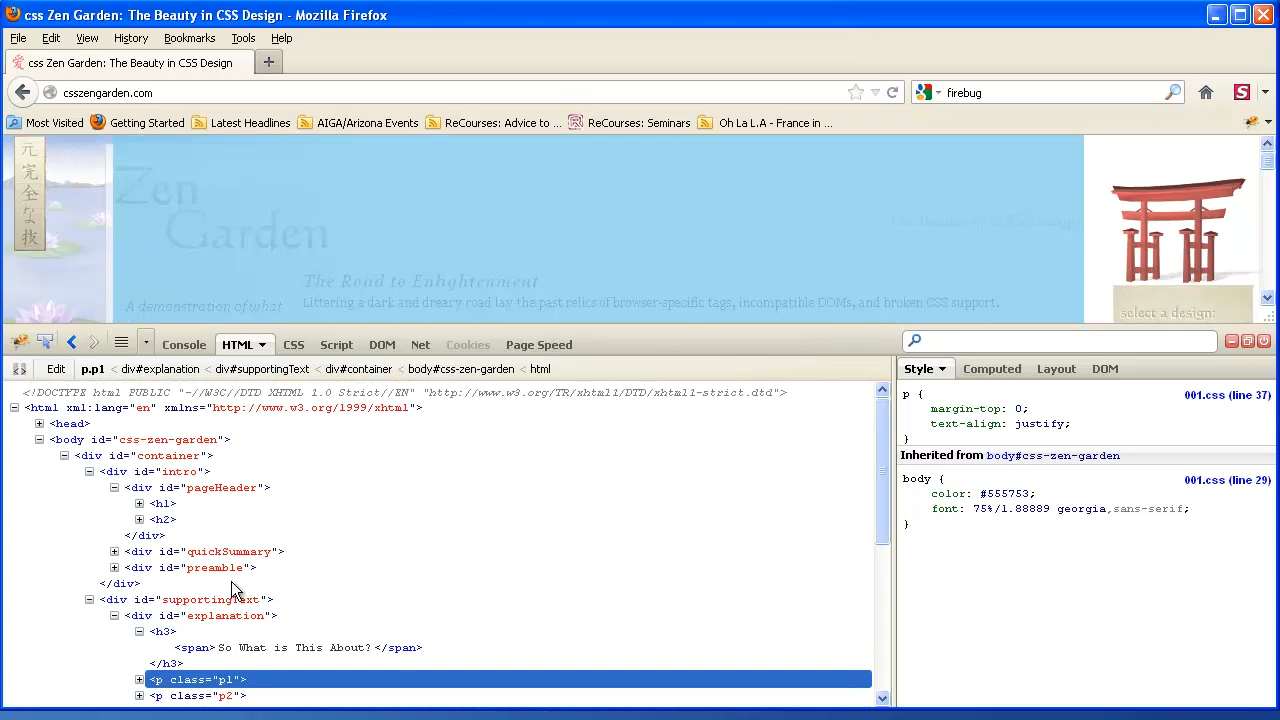 css Zen Garden: The Beauty in CSS Design - Mozilla Firefox
File Edit View History Bookmarks Tools Help
css Zen Garden: The Beauty in CSS Design
csszengarden.com
firebug
Most Visited Getting Started Latest Headlines AIGA/Arizona Events ReCourses: Advice to ... ReCourses: Seminars Oh La L.A - France in ...
元
完
全
な
技
Zen
Garden
The Beauty of CSS Design
The Road to Enlightenment
A demonstration of what
Littering a dark and dreary road lay the past relics of browser-specific tags, incompatible DOMs, and broken CSS support.
select a design:
Console HTML CSS Script DOM Net Cookies Page Speed
Edit p.p1 < div#explanation < div#supportingText < div#container < body#css-zen-garden < html
Style Computed Layout DOM
<!DOCTYPE html PUBLIC "-//W3C//DTD XHTML 1.0 Strict//EN" "http://www.w3.org/TR/xhtml1/DTD/xhtml1-strict.dtd">
<html xml:lang="en" xmlns="http://www.w3.org/1999/xhtml">
<head>
<body id="css-zen-garden">
<div id="container">
<div id="intro">
<div id="pageHeader">
<h1>
<h2>
</div>
<div id="quickSummary">
<div id="preamble">
</div>
<div id="supportingText">
<div id="explanation">
<h3>
<span>So What is This About?</span>
</h3>
<p class="p1">
<p class="p2">
p {
001.css (line 37)
margin-top: 0;
text-align: justify;
}
Inherited from body#css-zen-garden
body {
001.css (line 29)
color: #555753;
font: 75%/1.88889 georgia,sans-serif;
}